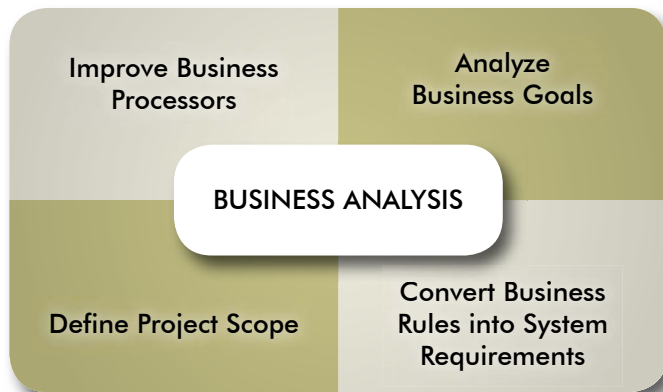 Improve Business
Processors
Analyze
Business Goals
BUSINESS ANALYSIS
Define Project Scope
Convert Business
Rules into System
Requirements